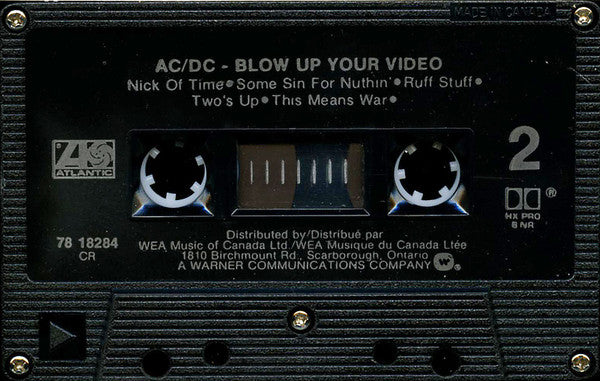 MADE IN CANADA
AC/DC - BLOW UP YOUR VIDEO
Nick Of Time•Some Sin For Nuthin'•Ruff Stuff•
Two's Up•This Means War•
ATLANTIC
2
HX PRO
B NR
®
78 18284
CR
Distributed by/Distribué par
WEA Music of Canada Ltd./WEA Musique du Canada Ltée
1810 Birchmount Rd., Scarborough, Ontario
A WARNER COMMUNICATIONS COMPANY
®